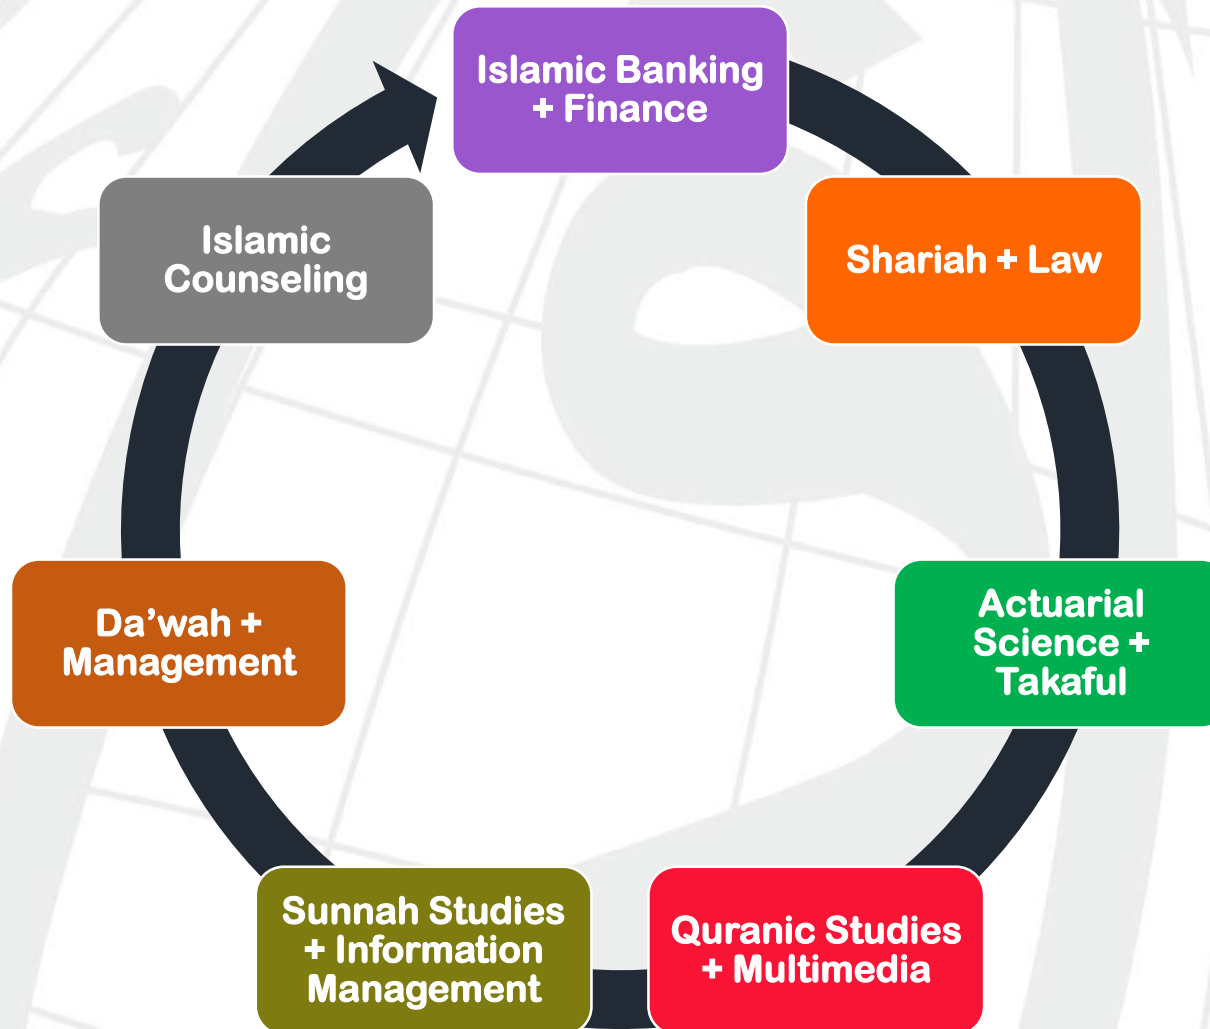 Islamic Banking
+ Finance
Shariah + Law
Actuarial
Science +
Takaful
Quranic Studies
+ Multimedia
Sunnah Studies
+ Information
Management
Da’wah +
Management
Islamic
Counseling